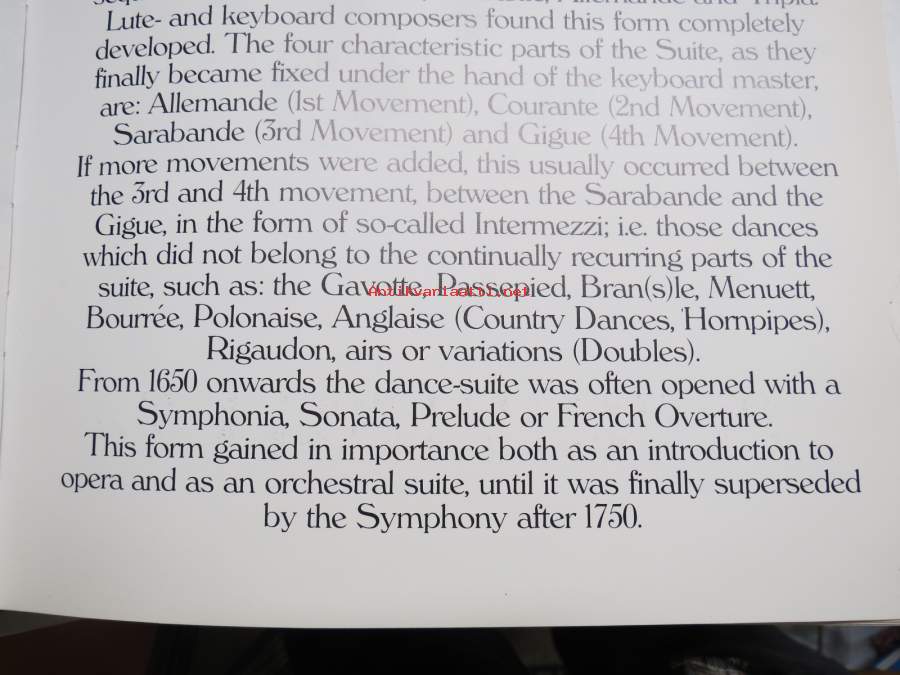 Allemande and Tripla.
Lute- and keyboard composers found this form completely
developed. The four characteristic parts of the Suite, as they
finally became fixed under the hand of the keyboard master,
are: Allemande (1st Movement), Courante (2nd Movement),
Sarabande (3rd Movement) and Gigue (4th Movement).
If more movements were added, this usually occurred between
the 3rd and 4th movement, between the Sarabande and the
Gigue, in the form of so-called Intermezzi; i.e. those dances
which did not belong to the continually recurring parts of the
suite, such as: the Gavotte, Passepied, Bran(s)le, Menuett,
Antikvantaatti.net
Bourrée, Polonaise, Anglaise (Country Dances, Hornpipes),
Rigaudon, airs or variations (Doubles).
From 1650 onwards the dance-suite was often opened with a
Symphonia, Sonata, Prelude or French Overture.
This form gained in importance both as an introduction to
opera and as an orchestral suite, until it was finally superseded
by the Symphony after 1750.